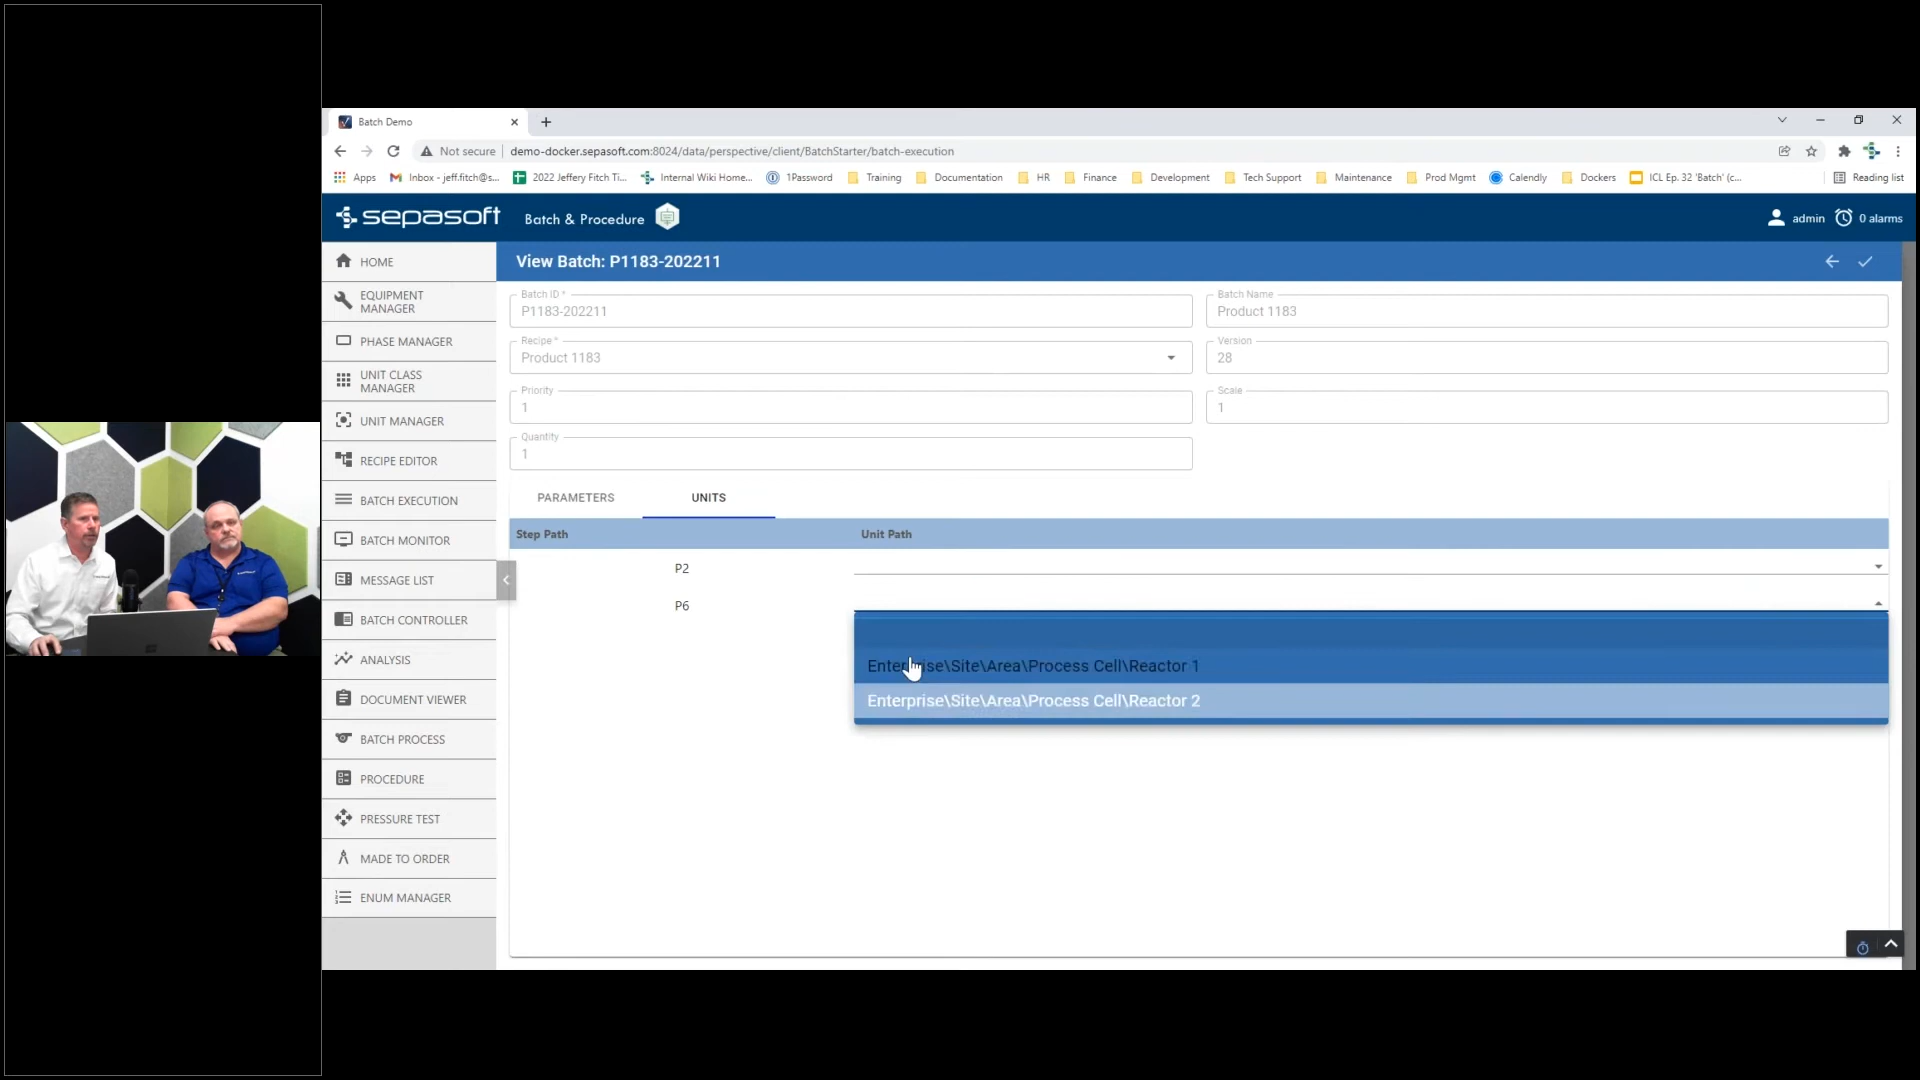 Batch Demo
Not secure
demo-docker.sepasoft.com:8024/data/perspective/client/BatchStarter/batch-execution
Apps
Inbox - jeff.fitch@s...
2022 Jeffery Fitch Ti...
Internal Wiki Home...
1Password
Training
Documentation
HR
Finance
Development
Tech Support
Maintenance
Prod Mgmt
Calendly
Dockers
ICL Ep. 32 'Batch' (c...
Reading list
sepasoft
Batch & Procedure
admin
0 alarms
HOME
EQUIPMENT
MANAGER
PHASE MANAGER
UNIT CLASS
MANAGER
UNIT MANAGER
RECIPE EDITOR
BATCH EXECUTION
BATCH MONITOR
MESSAGE LIST
BATCH CONTROLLER
ANALYSIS
DOCUMENT VIEWER
BATCH PROCESS
PROCEDURE
PRESSURE TEST
MADE TO ORDER
ENUM MANAGER
View Batch: P1183-202211
Batch ID *
P1183-202211
Batch Name
Product 1183
Recipe *
Product 1183
Version
28
Priority
1
Scale
1
Quantity
1
PARAMETERS
UNITS
Step Path
Unit Path
P2
P6
Enterprise\Site\Area\Process Cell\Reactor 1
Enterprise\Site\Area\Process Cell\Reactor 2